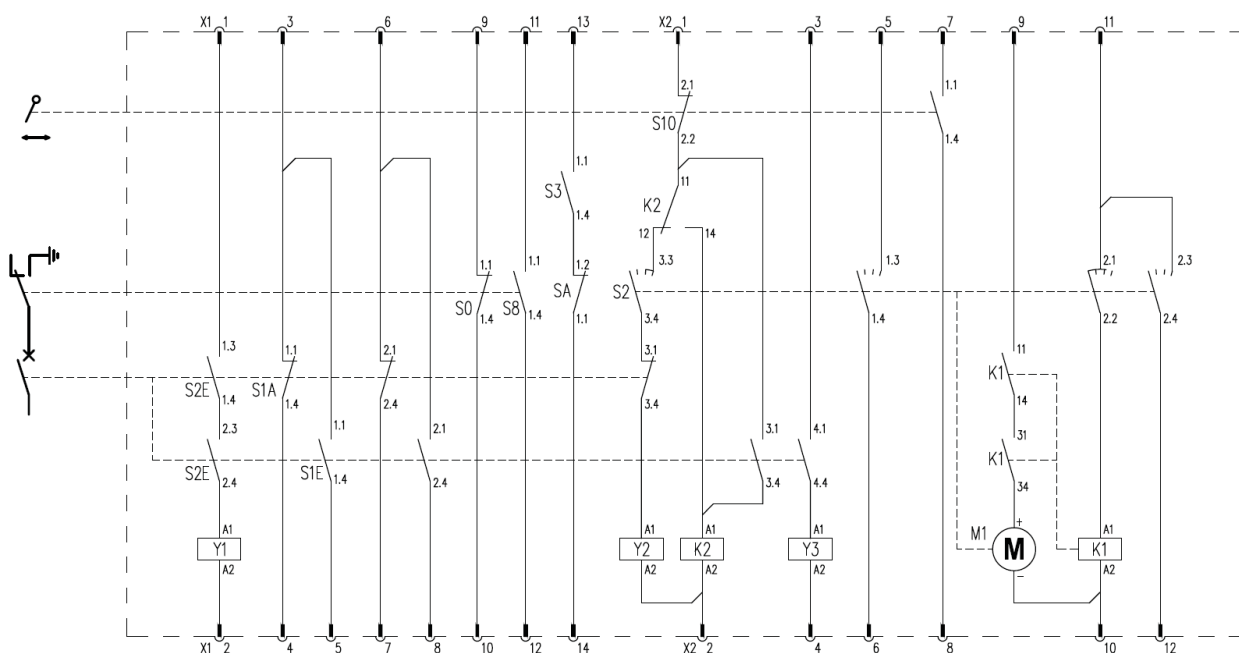 X1 1 3 6 9 11 13 X2 1 3 5 7 9 11
2.1 1.1
S10
2.2 1.4
1.1 11
S3 K2
1.4
12 14
1.1 1.1 1.2 3.3 1.3 2.1 2.3
S0 S8 SA S2
1.4 1.4 1.1 3.4 1.4 2.2 2.4
1.3 1.1 2.1 3.1 11
S2E S1A K1
1.4 1.4 2.4 3.4 14
2.3 1.1 2.1 3.1 4.1 31
S2E S1E K1
2.4 1.4 2.4 3.4 4.4 34
A1 A1 A1 A1 + A1
Y1 Y2 K2 Y3 M1 M K1
A2 A2 A2 A2 − A2
X1 2 4 5 7 8 10 12 14 X2 2 4 6 8 10 12